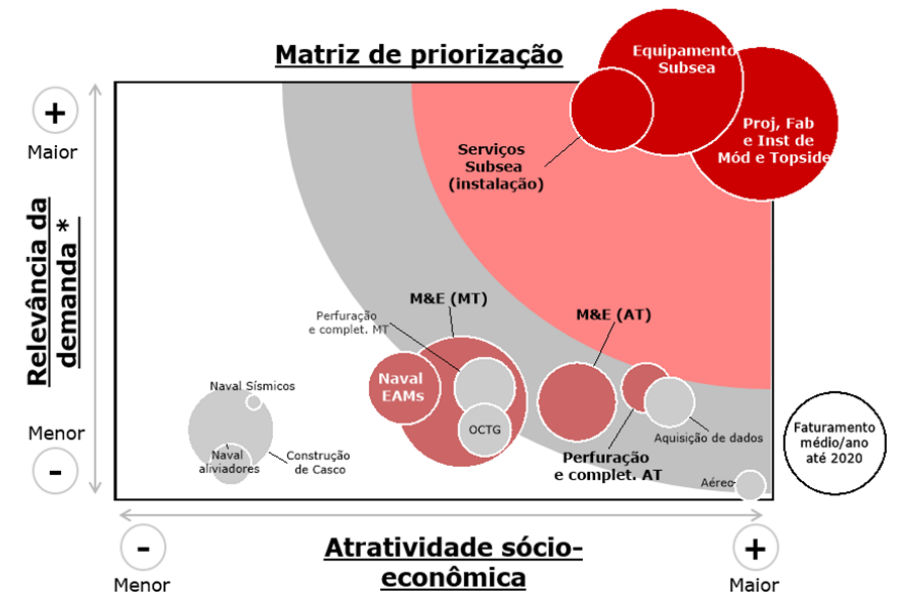 Matriz de priorização
Equipamento
Subsea
Proj, Fab
e Inst de
Mód e Topside
Serviços
Subsea
(instalação)
+
Maior
Relevância da
demanda *
Menor
-
M&E (MT)
Perfuração
e complet. MT
M&E (AT)
Naval
EAMs
OCTG
Naval Sísmicos
Naval
aliviadores
Construção
de Casco
Aquisição de dados
Perfuração
e complet. AT
Aéreo
Faturamento
médio/ano
até 2020
-
Menor
Atratividade sócio-
econômica
+
Maior